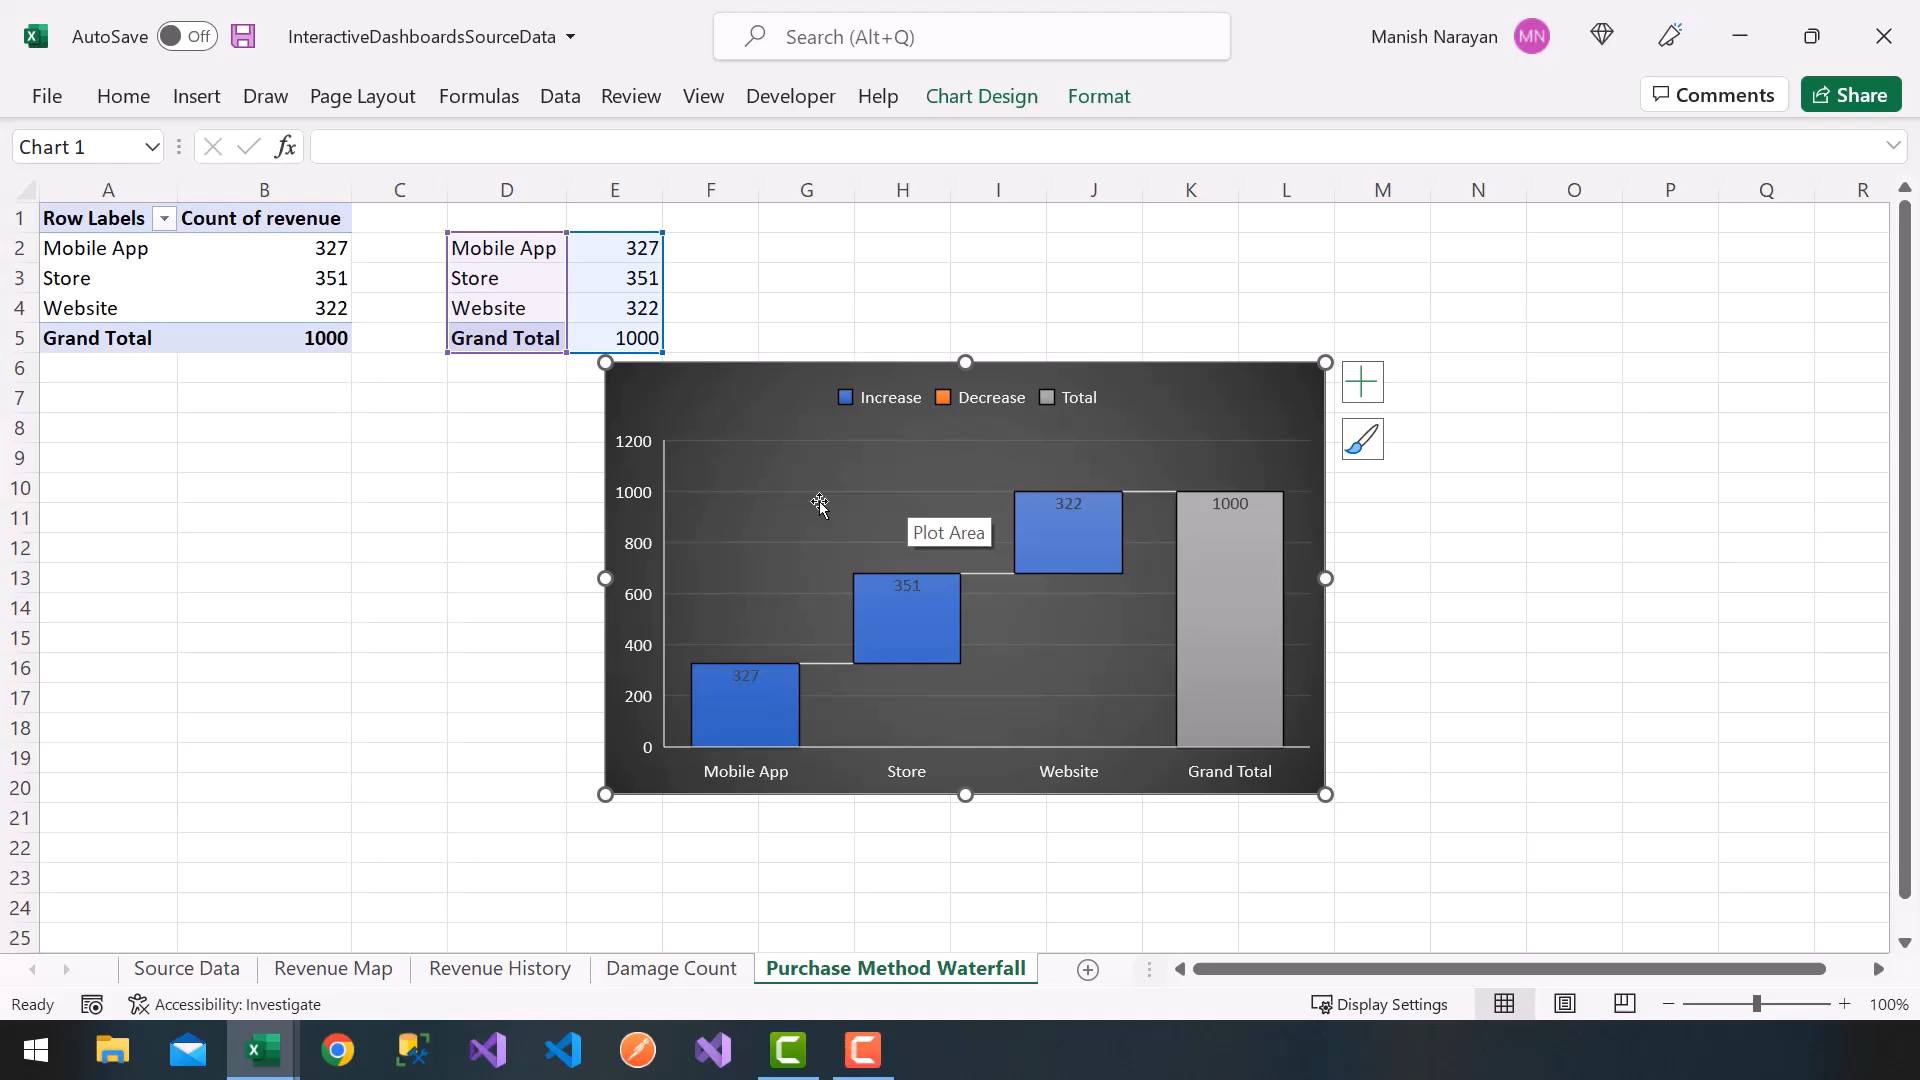 AutoSave Off InteractiveDashboardsSourceData Search (Alt+Q) Manish Narayan MN
File Home Insert Draw Page Layout Formulas Data Review View Developer Help Chart Design Format Comments Share
Chart 1 fx
A B C D E F G H I J K L M N O P Q R
1 Row Labels Count of revenue
2 Mobile App 327 Mobile App 327
3 Store 351 Store 351
4 Website 322 Website 322
5 Grand Total 1000 Grand Total 1000
6
7
8
9
10
11
12
13
14
15
16
17
18
19
20
21
22
23
24
25
Increase Decrease Total
1200
1000
800
600
400
200
0
322 1000
Plot Area
351
327
Mobile App Store Website Grand Total
Source Data Revenue Map Revenue History Damage Count Purchase Method Waterfall
Ready Accessibility: Investigate Display Settings 100%